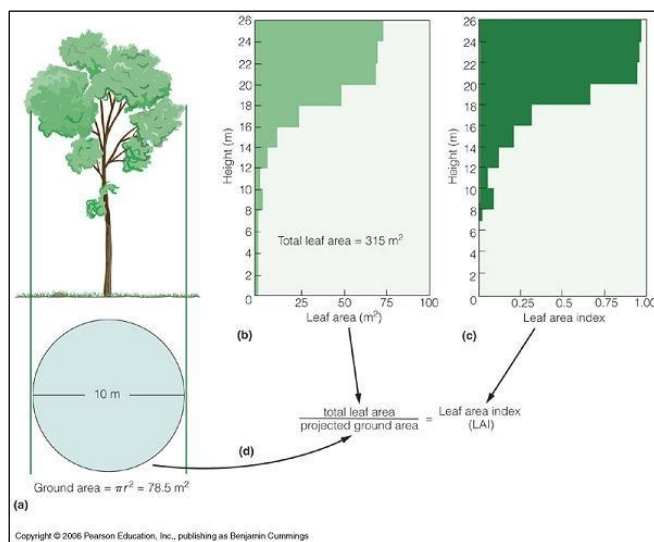 26
24
22
20
18
16
14
12
10
8
6
4
2
0
Height (m)
Total leaf area = 315 m²
25 50 75 100
Leaf area (m²)
(b)
26
24
22
20
18
16
14
12
10
8
6
4
2
0
Height (m)
0.25 0.5 0.75 1.00
Leaf area index
(c)
10 m
Ground area = πr² = 78.5 m²
(a)
(d)
total leaf area
projected ground area
=
Leaf area index
(LAI)
Copyright © 2006 Pearson Education, Inc., publishing as Benjamin Cummings